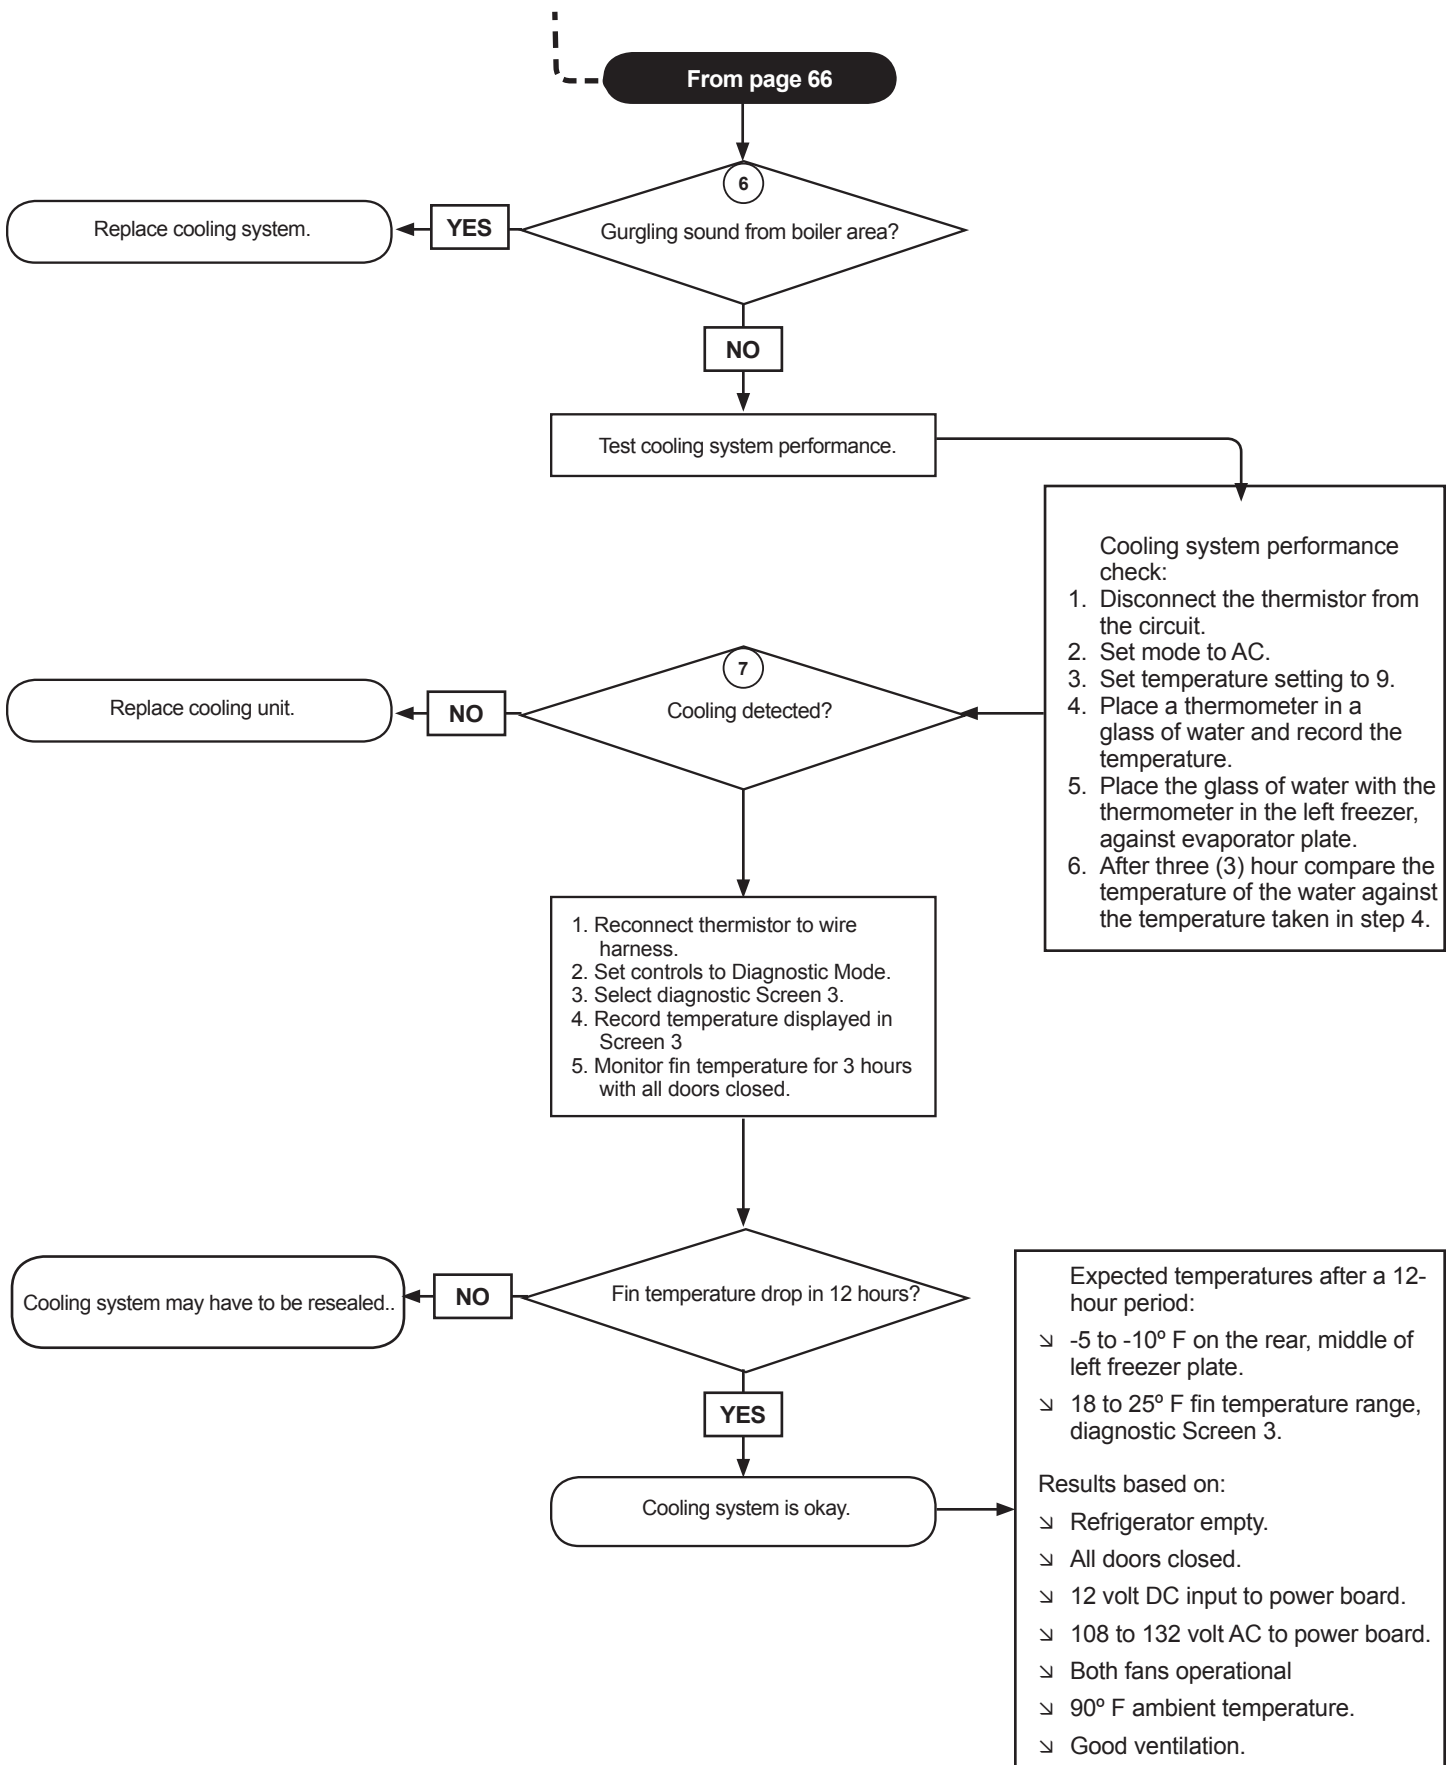 From page 66
6
Gurgling sound from boiler area?
YES
Replace cooling system.
NO
Test cooling system performance.
Cooling system performance
check:
1. Disconnect the thermistor from
the circuit.
2. Set mode to AC.
3. Set temperature setting to 9.
4. Place a thermometer in a
glass of water and record the
temperature.
5. Place the glass of water with the
thermometer in the left freezer,
against evaporator plate.
6. After three (3) hour compare the
temperature of the water against
the temperature taken in step 4.
7
Cooling detected?
NO
Replace cooling unit.
1. Reconnect thermistor to wire
harness.
2. Set controls to Diagnostic Mode.
3. Select diagnostic Screen 3.
4. Record temperature displayed in
Screen 3
5. Monitor fin temperature for 3 hours
with all doors closed.
Fin temperature drop in 12 hours?
NO
Cooling system may have to be resealed..
YES
Cooling system is okay.
Expected temperatures after a 12-
hour period:
-5 to -10º F on the rear, middle of
left freezer plate.
18 to 25º F fin temperature range,
diagnostic Screen 3.
Results based on:
Refrigerator empty.
All doors closed.
12 volt DC input to power board.
108 to 132 volt AC to power board.
Both fans operational
90º F ambient temperature.
Good ventilation.